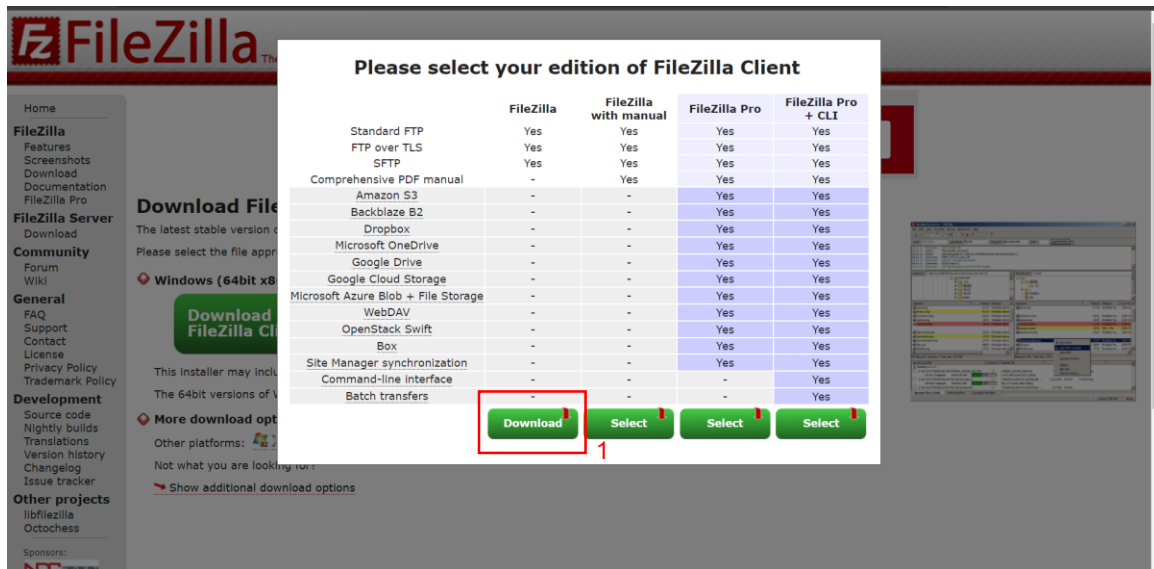 FileZilla The
Please select your edition of FileZilla Client
FileZilla FileZilla with manual FileZilla Pro FileZilla Pro + CLI
Standard FTP Yes Yes Yes Yes
FTP over TLS Yes Yes Yes Yes
SFTP Yes Yes Yes Yes
Comprehensive PDF manual - Yes Yes Yes
Amazon S3 - - Yes Yes
Backblaze B2 - - Yes Yes
Dropbox - - Yes Yes
Microsoft OneDrive - - Yes Yes
Google Drive - - Yes Yes
Google Cloud Storage - - Yes Yes
Microsoft Azure Blob + File Storage - - Yes Yes
WebDAV - - Yes Yes
OpenStack Swift - - Yes Yes
Box - - Yes Yes
Site Manager synchronization - - Yes Yes
Command-line interface - - - Yes
Batch transfers - - - Yes
Download Select Select Select
1
Home
FileZilla
Features
Screenshots
Download
Documentation
FileZilla Pro
FileZilla Server
Download
Community
Forum
Wiki
General
FAQ
Support
Contact
License
Privacy Policy
Trademark Policy
Development
Source code
Nightly builds
Translations
Version history
Changelog
Issue tracker
Other projects
libfilezilla
Octochess
Sponsors:
Download File
The latest stable version
Please select the file appr
Windows (64bit x8
Download
FileZilla Cli
This installer may inclu
The 64bit versions of
More download opt
Other platforms:
Not what you are looking for?
Show additional download options